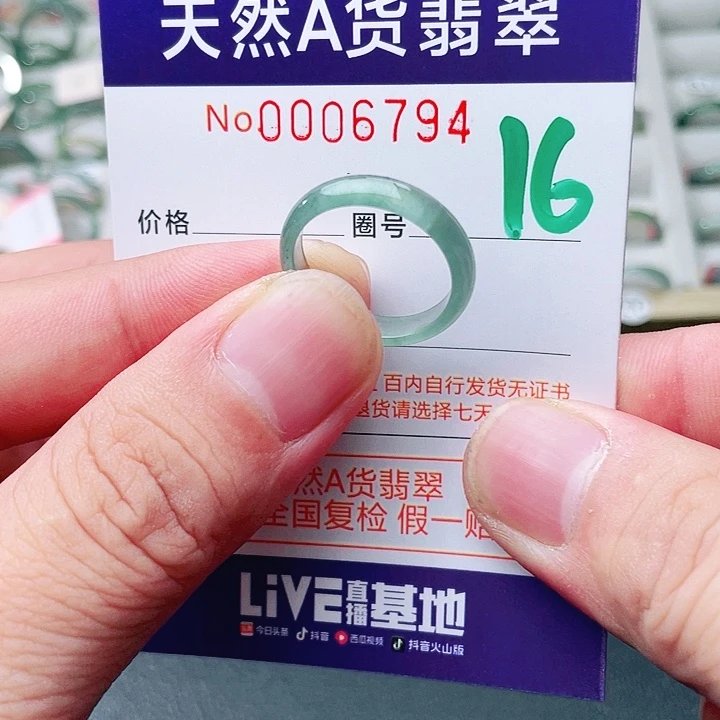 天然A货翡翠
No.0006794
16
价格 圈号
百内自行发货无证书
退货请选择七天
然A货翡翠
全国复检 假一赔
LiVE直播基地
今日头条 抖音 西瓜视频 抖音火山版